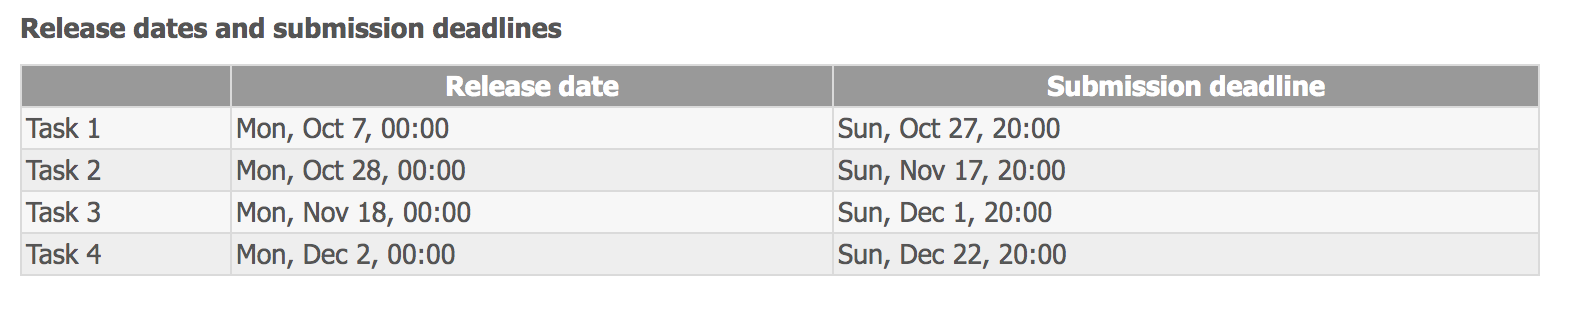 Release dates and submission deadlines
Release date Submission deadline
Task 1 Mon, Oct 7, 00:00 Sun, Oct 27, 20:00
Task 2 Mon, Oct 28, 00:00 Sun, Nov 17, 20:00
Task 3 Mon, Nov 18, 00:00 Sun, Dec 1, 20:00
Task 4 Mon, Dec 2, 00:00 Sun, Dec 22, 20:00